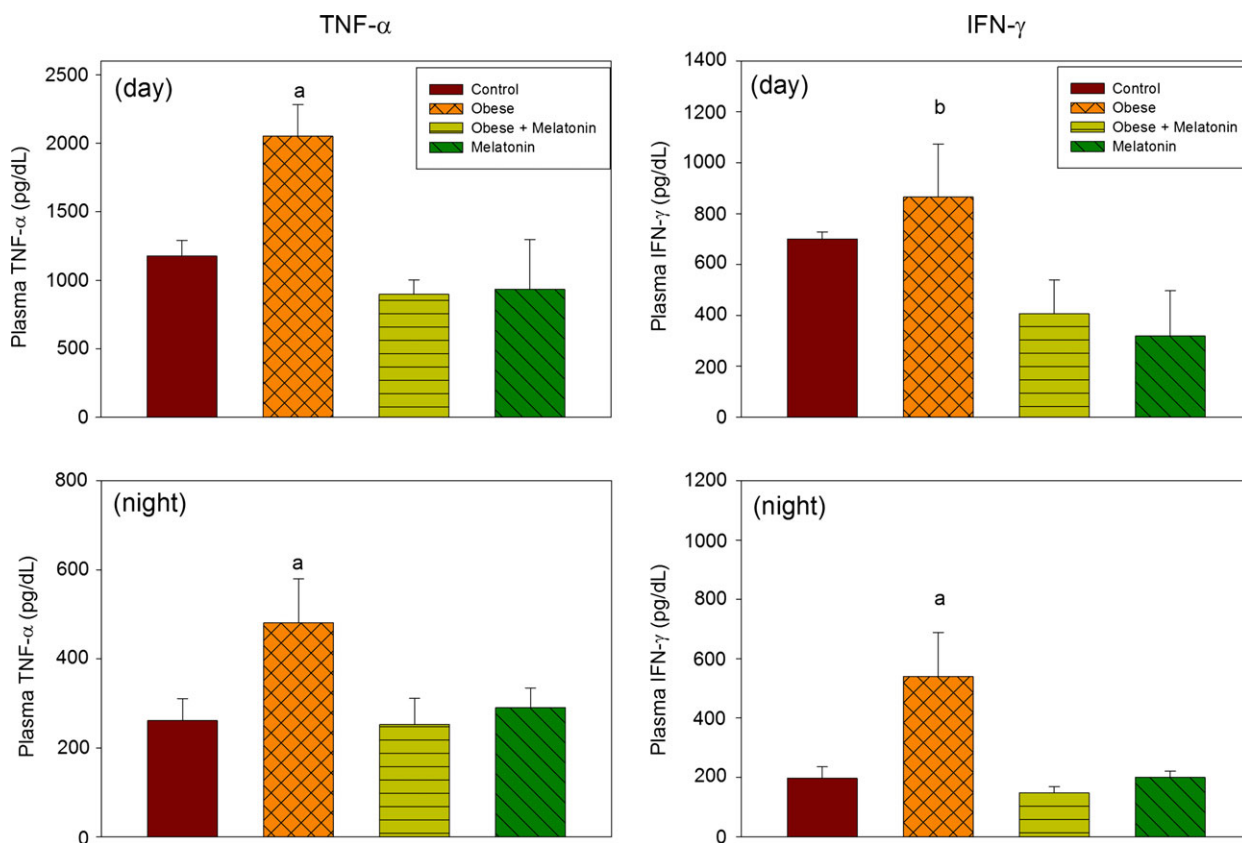 TNF-α
Plasma TNF-α (pg/dL)
2500
2000
1500
1000
500
0
(day)
a
Control
Obese
Obese + Melatonin
Melatonin
IFN-γ
Plasma IFN-γ (pg/dL)
1400
1200
1000
800
600
400
200
0
(day)
b
Control
Obese
Obese + Melatonin
Melatonin
Plasma TNF-α (pg/dL)
800
600
400
200
0
(night)
a
Plasma IFN-γ (pg/dL)
1200
1000
800
600
400
200
0
(night)
a